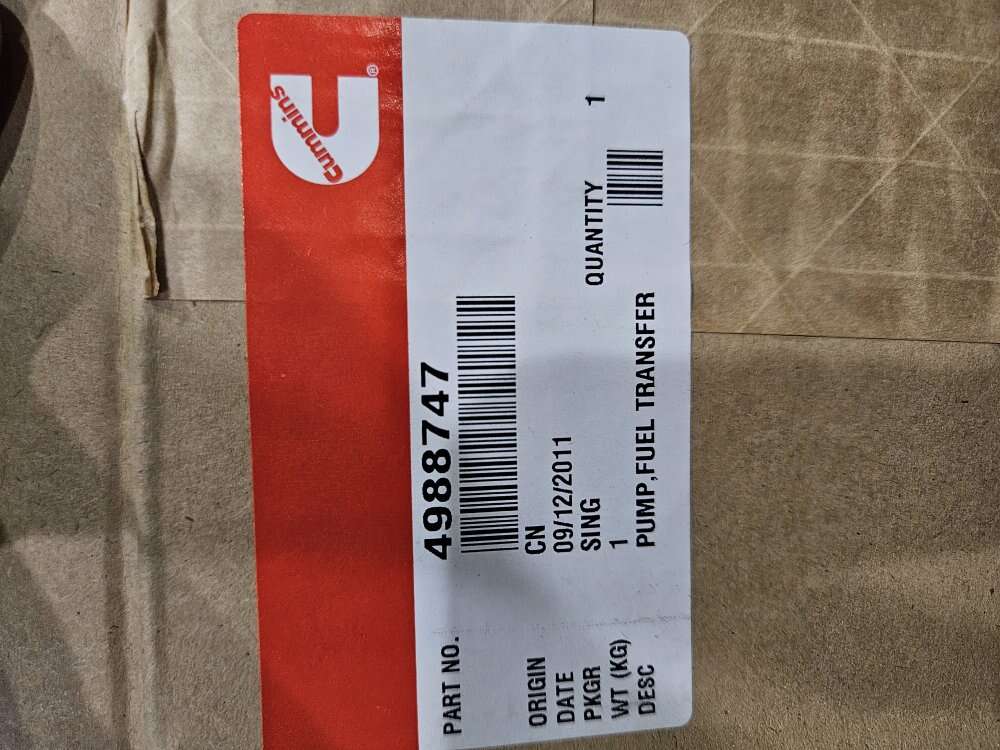 Cummins®
PART NO. 4988747
ORIGIN CN
DATE 09/12/2011
PKGR SING QUANTITY 1
WT (KG) 1
DESC PUMP,FUEL TRANSFER